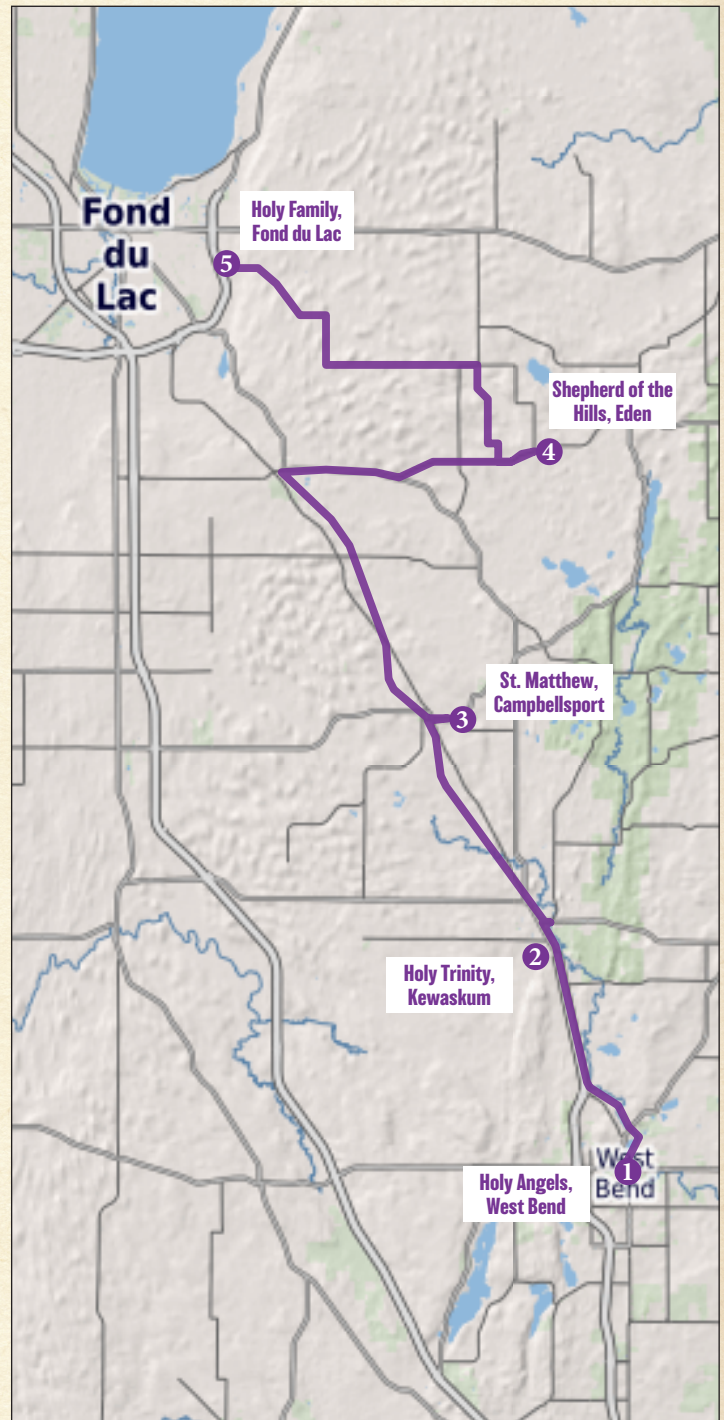 Fond
du
Lac
Holy Family,
Fond du Lac
5
Shepherd of the
Hills, Eden
4
St. Matthew,
Campbellsport
3
2
Holy Trinity,
Kewaskum
West
Bend
1
Holy Angels,
West Bend